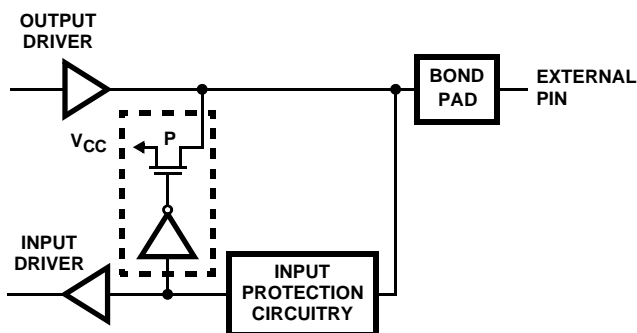 OUTPUT
DRIVER
BOND
PAD
EXTERNAL
PIN
VCC
P
INPUT
DRIVER
INPUT
PROTECTION
CIRCUITRY